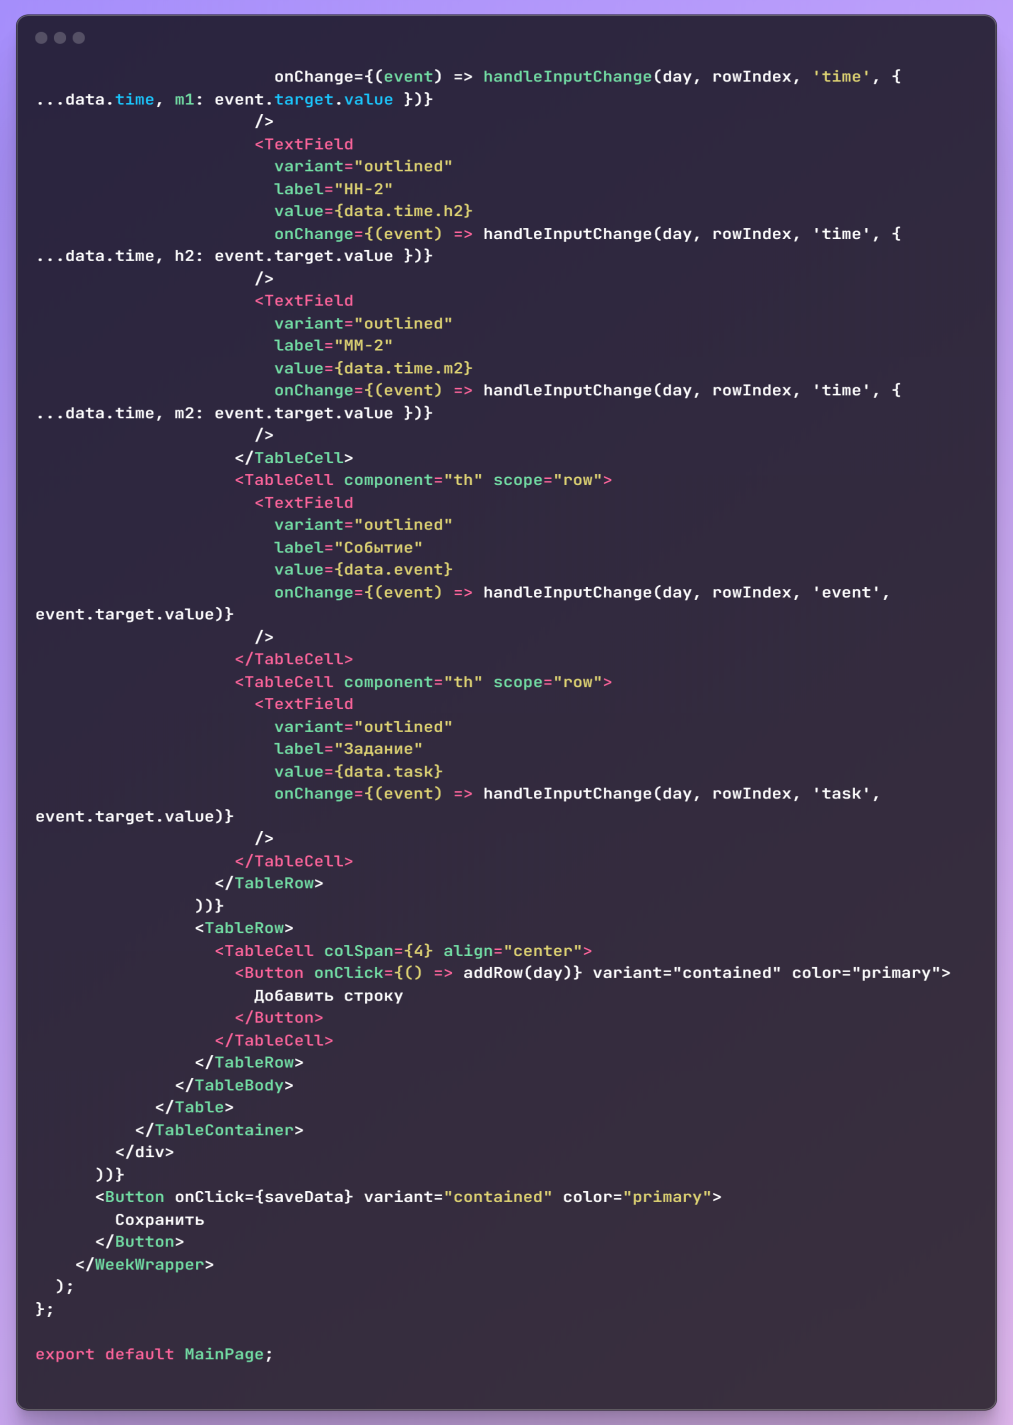 onChange={(event) => handleInputChange(day, rowIndex, 'time', {
...data.time, m1: event.target.value })}
/>
<TextField
variant="outlined"
label="HH-2"
value={data.time.h2}
onChange={(event) => handleInputChange(day, rowIndex, 'time', {
...data.time, h2: event.target.value })}
/>
<TextField
variant="outlined"
label="MM-2"
value={data.time.m2}
onChange={(event) => handleInputChange(day, rowIndex, 'time', {
...data.time, m2: event.target.value })}
/>
</TableCell>
<TableCell component="th" scope="row">
<TextField
variant="outlined"
label="Событие"
value={data.event}
onChange={(event) => handleInputChange(day, rowIndex, 'event',
event.target.value)}
/>
</TableCell>
<TableCell component="th" scope="row">
<TextField
variant="outlined"
label="Задание"
value={data.task}
onChange={(event) => handleInputChange(day, rowIndex, 'task',
event.target.value)}
/>
</TableCell>
</TableRow>
))}
<TableRow>
<TableCell colSpan={4} align="center">
<Button onClick={() => addRow(day)} variant="contained" color="primary">
Добавить строку
</Button>
</TableCell>
</TableRow>
</TableBody>
</Table>
</TableContainer>
</div>
))}
<Button onClick={saveData} variant="contained" color="primary">
Сохранить
</Button>
</WeekWrapper>
);
};
export default MainPage;